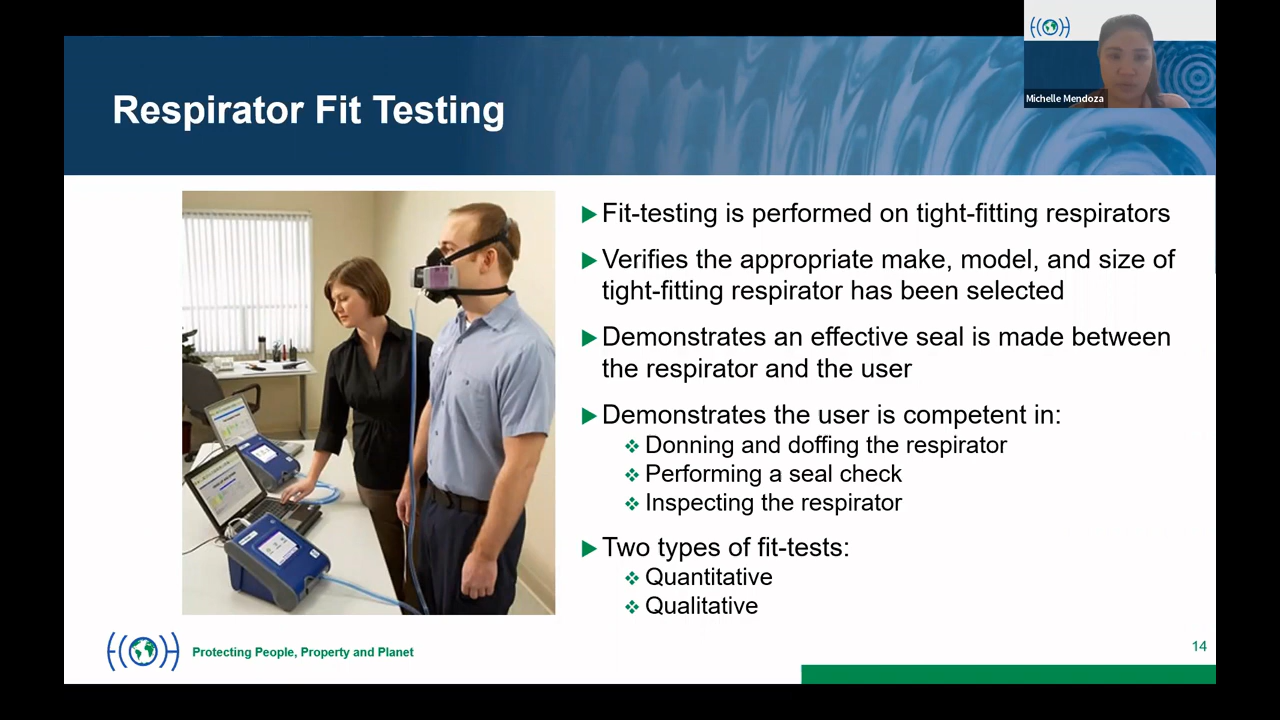 Respirator Fit Testing
Michelle Mendoza
Fit-testing is performed on tight-fitting respirators
Verifies the appropriate make, model, and size of
tight-fitting respirator has been selected
Demonstrates an effective seal is made between
the respirator and the user
Demonstrates the user is competent in:
Donning and doffing the respirator
Performing a seal check
Inspecting the respirator
Two types of fit-tests:
Quantitative
Qualitative
Protecting People, Property and Planet
14